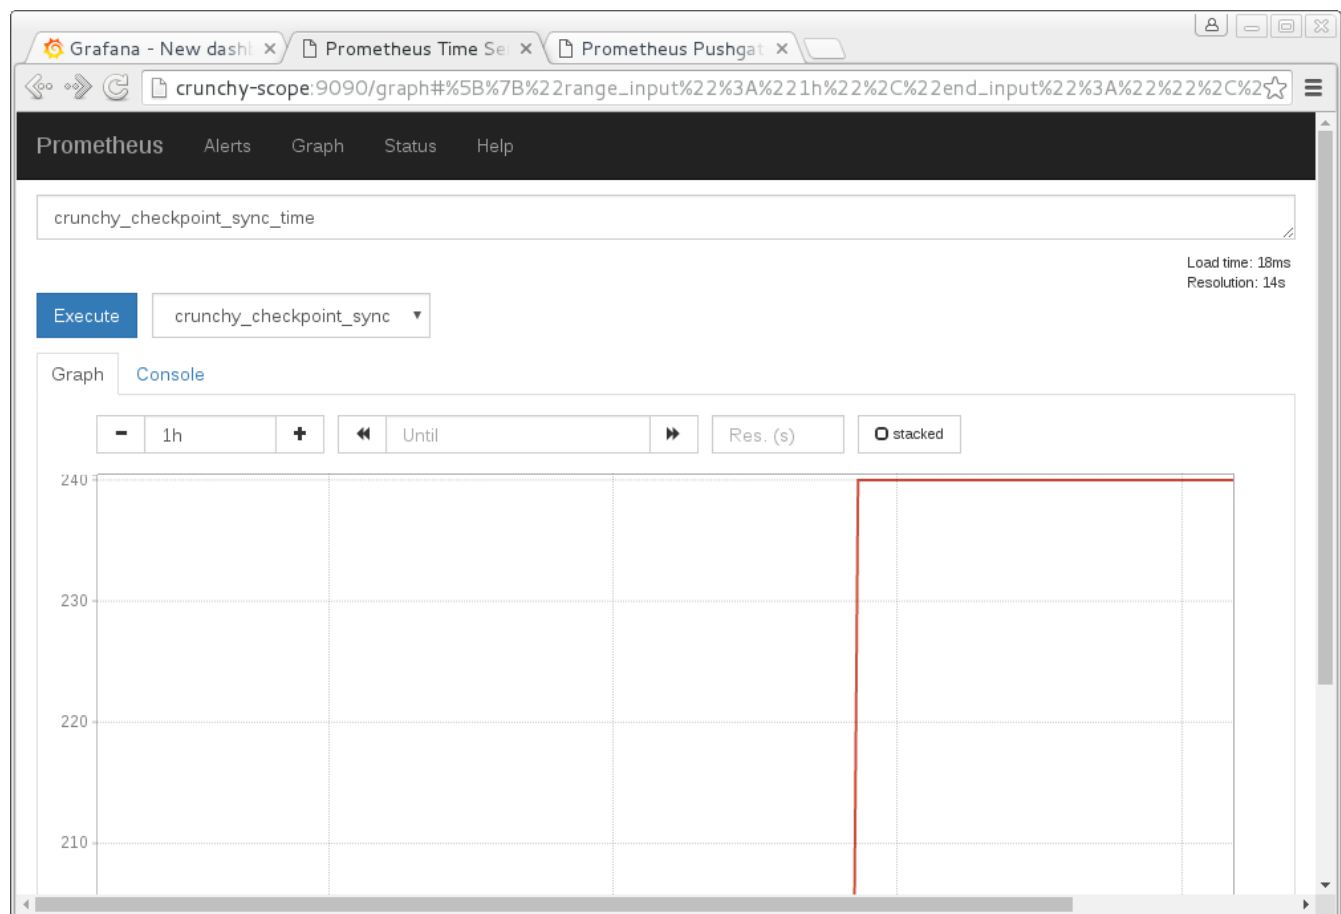 Grafana - New dash
Prometheus Time Se
Prometheus Pushgat
crunchy-scope:9090/graph#%5B%7B%22range_input%22%3A%221h%22%2C%22end_input%22%3A%22%22%2C%2
Prometheus Alerts Graph Status Help
crunchy_checkpoint_sync_time
Load time: 18ms
Resolution: 14s
Execute crunchy_checkpoint_sync
Graph Console
1h Until Res. (s) stacked
240
230
220
210